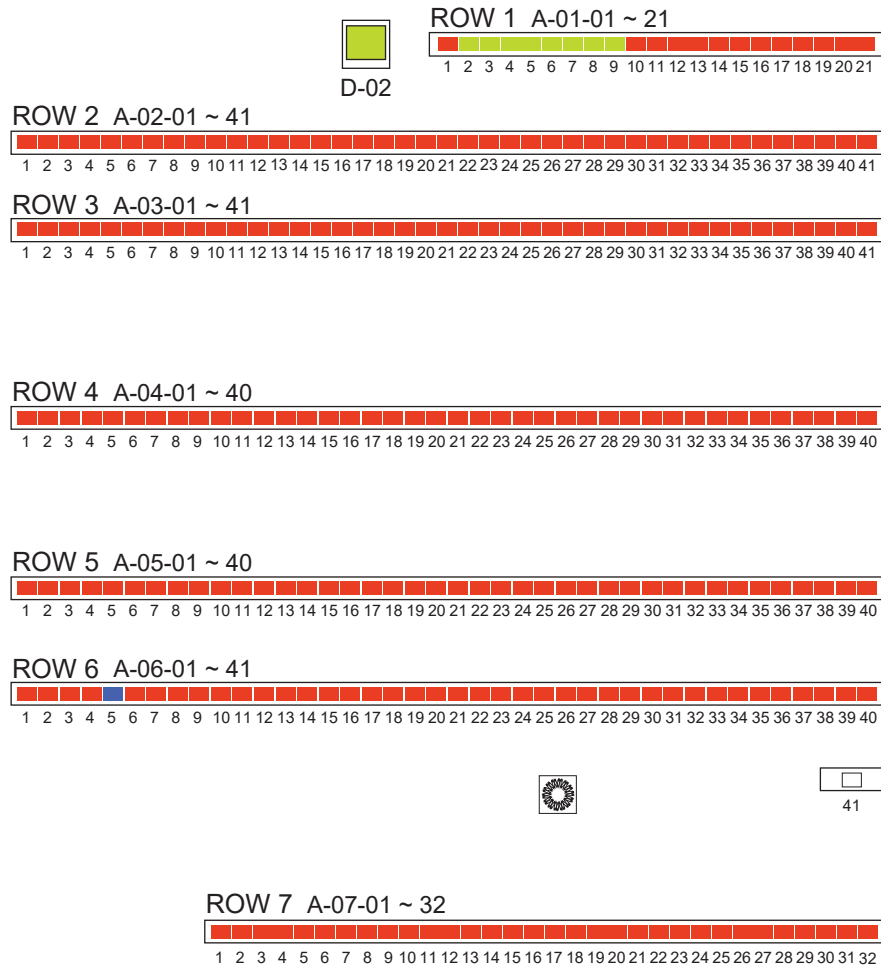 ROW 1 A-01-01 ~ 21
1 2 3 4 5 6 7 8 9 10 11 12 13 14 15 16 17 18 19 20 21
D-02
ROW 2 A-02-01 ~ 41
1 2 3 4 5 6 7 8 9 10 11 12 13 14 15 16 17 18 19 20 21 22 23 24 25 26 27 28 29 30 31 32 33 34 35 36 37 38 39 40 41
ROW 3 A-03-01 ~ 41
1 2 3 4 5 6 7 8 9 10 11 12 13 14 15 16 17 18 19 20 21 22 23 24 25 26 27 28 29 30 31 32 33 34 35 36 37 38 39 40 41
ROW 4 A-04-01 ~ 40
1 2 3 4 5 6 7 8 9 10 11 12 13 14 15 16 17 18 19 20 21 22 23 24 25 26 27 28 29 30 31 32 33 34 35 36 37 38 39 40
ROW 5 A-05-01 ~ 40
1 2 3 4 5 6 7 8 9 10 11 12 13 14 15 16 17 18 19 20 21 22 23 24 25 26 27 28 29 30 31 32 33 34 35 36 37 38 39 40
ROW 6 A-06-01 ~ 41
1 2 3 4 5 6 7 8 9 10 11 12 13 14 15 16 17 18 19 20 21 22 23 24 25 26 27 28 29 30 31 32 33 34 35 36 37 38 39 40
41
ROW 7 A-07-01 ~ 32
1 2 3 4 5 6 7 8 9 10 11 12 13 14 15 16 17 18 19 20 21 22 23 24 25 26 27 28 29 30 31 32